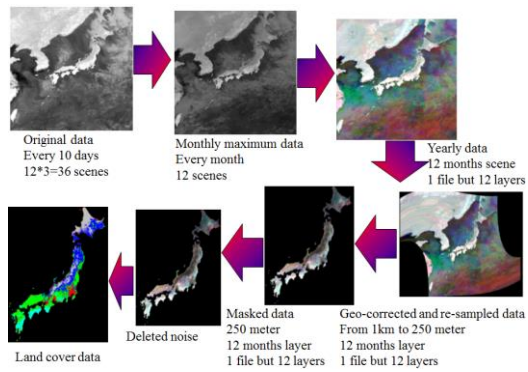 Original data
Every 10 days
12*3=36 scenes
Monthly maximum data
Every month
12 scenes
Yearly data
12 months scene
1 file but 12 layers
Geo-corrected and re-sampled data
From 1km to 250 meter
12 months layer
1 file but 12 layers
Masked data
250 meter
12 months layer
1 file but 12 layers
Deleted noise
Land cover data